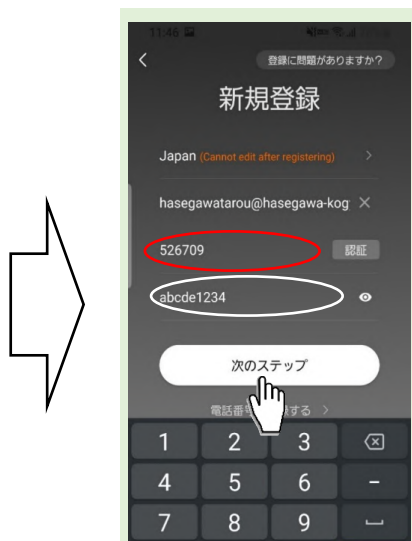 11:46
登録に問題がありますか?
新規登録
Japan (Cannot edit after registering)
hasegawatarou@hasegawa-kog
526709 認証
abcde1234
次のステップ
電話番 する
1 2 3
4 5 6 -
7 8 9